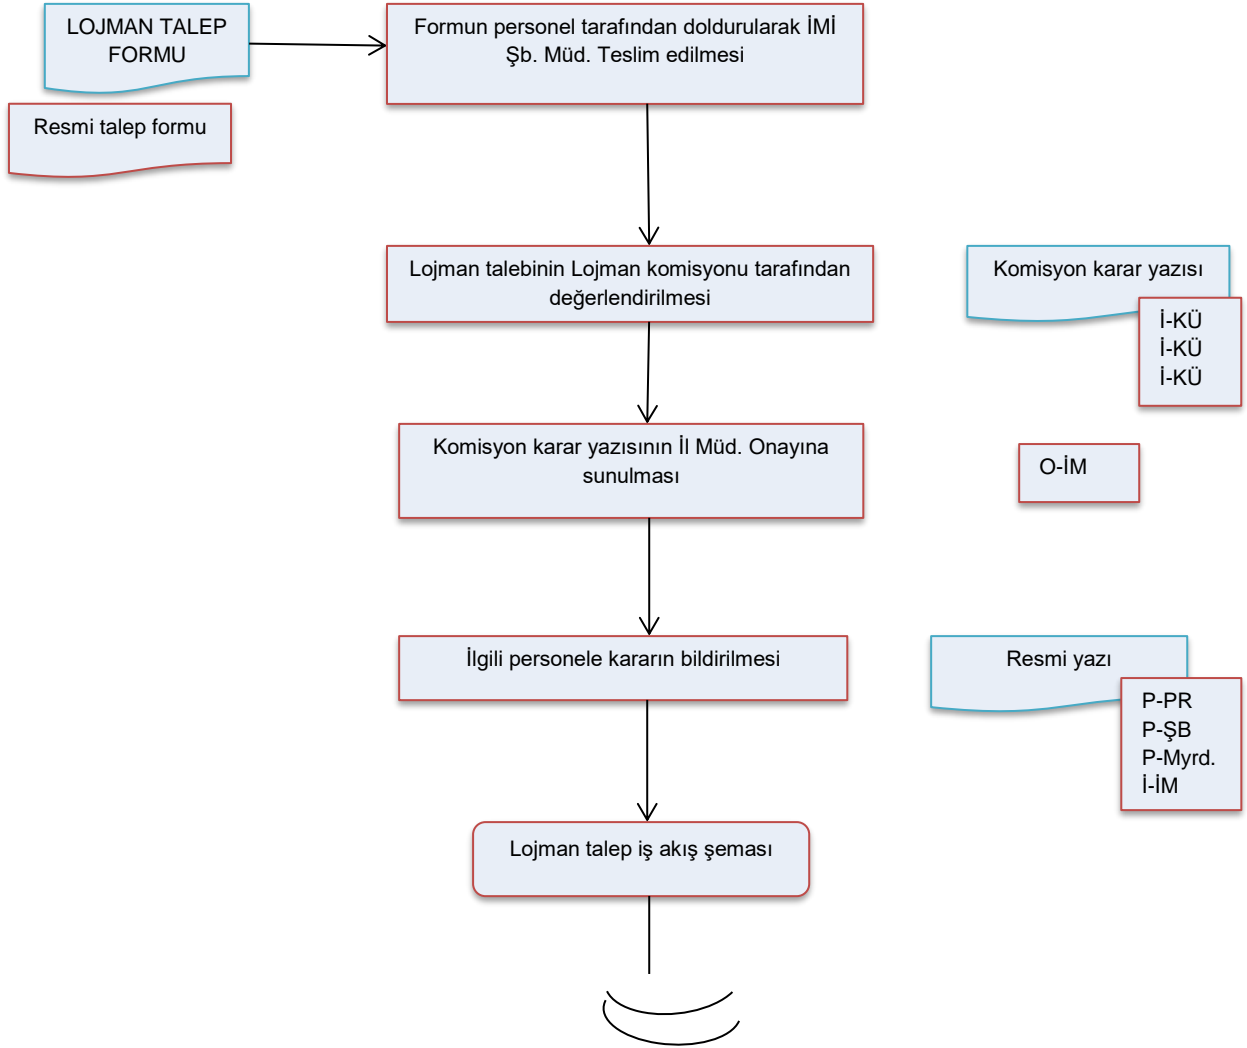 LOJMAN TALEP
FORMU
Formun personel tarafından doldurularak İMİ
Şb. Müd. Teslim edilmesi
Resmi talep formu
Lojman talebinin Lojman komisyonu tarafından
değerlendirilmesi
Komisyon karar yazısı
İ-KÜ
İ-KÜ
İ-KÜ
Komisyon karar yazısının İl Müd. Onayına
sunulması
O-İM
İlgili personele kararın bildirilmesi
Resmi yazı
P-PR
P-ŞB
P-Myrd.
İ-İM
Lojman talep iş akış şeması